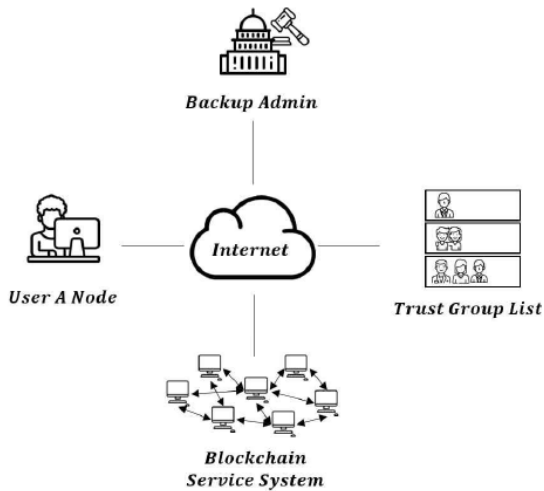 Backup Admin
Internet
User A Node
Trust Group List
Blockchain
Service System